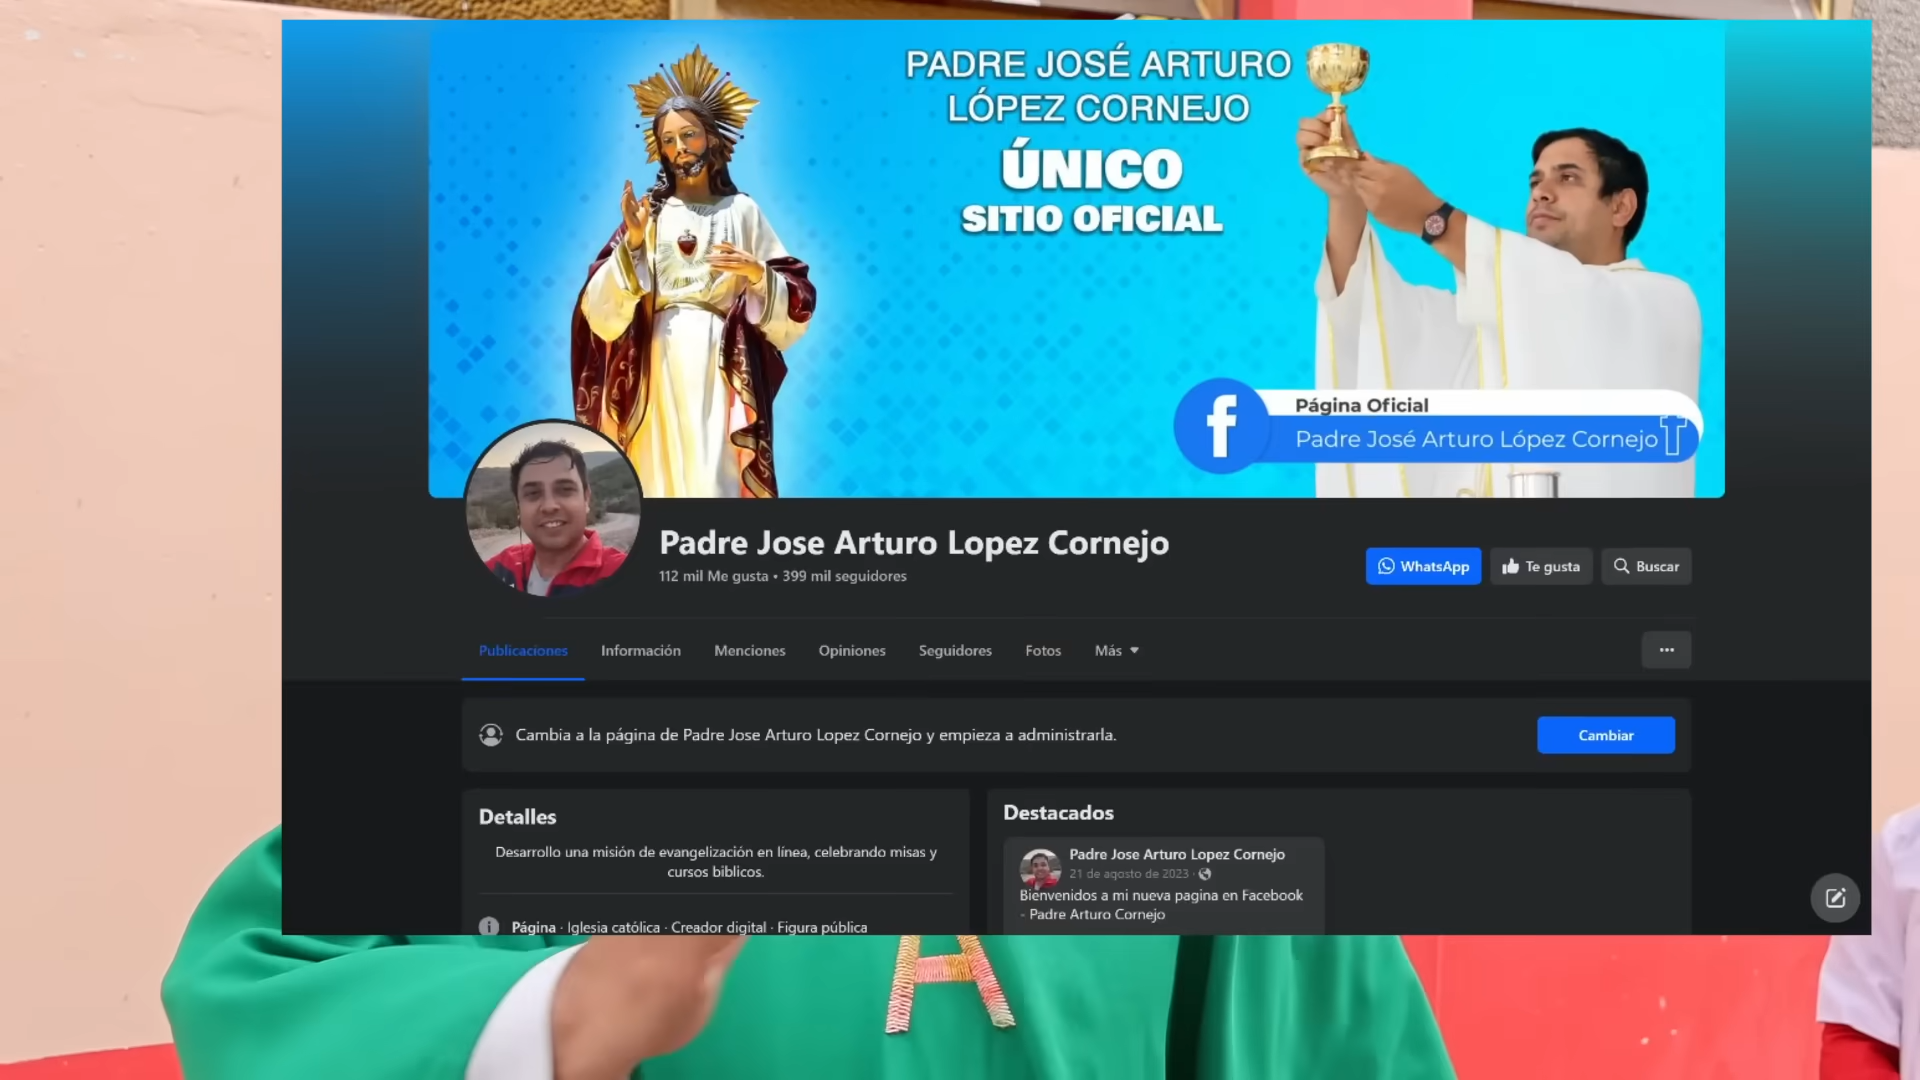 PADRE JOSÉ ARTURO
LÓPEZ CORNEJO
ÚNICO
SITIO OFICIAL
Página Oficial
Padre José Arturo López Cornejo
Padre Jose Arturo Lopez Cornejo
112 mil Me gusta • 399 mil seguidores
WhatsApp
Te gusta
Buscar
Publicaciones
Información
Menciones
Opiniones
Seguidores
Fotos
Más
Cambia a la página de Padre Jose Arturo Lopez Cornejo y empieza a administrarla.
Cambiar
Detalles
Desarrollo una misión de evangelización en línea, celebrando misas y
cursos biblicos.
Página · Iglesia católica · Creador digital · Figura pública
Destacados
Padre Jose Arturo Lopez Cornejo
21 de agosto de 2023 ·
Bienvenidos a mi nueva pagina en Facebook
- Padre Arturo Cornejo
A